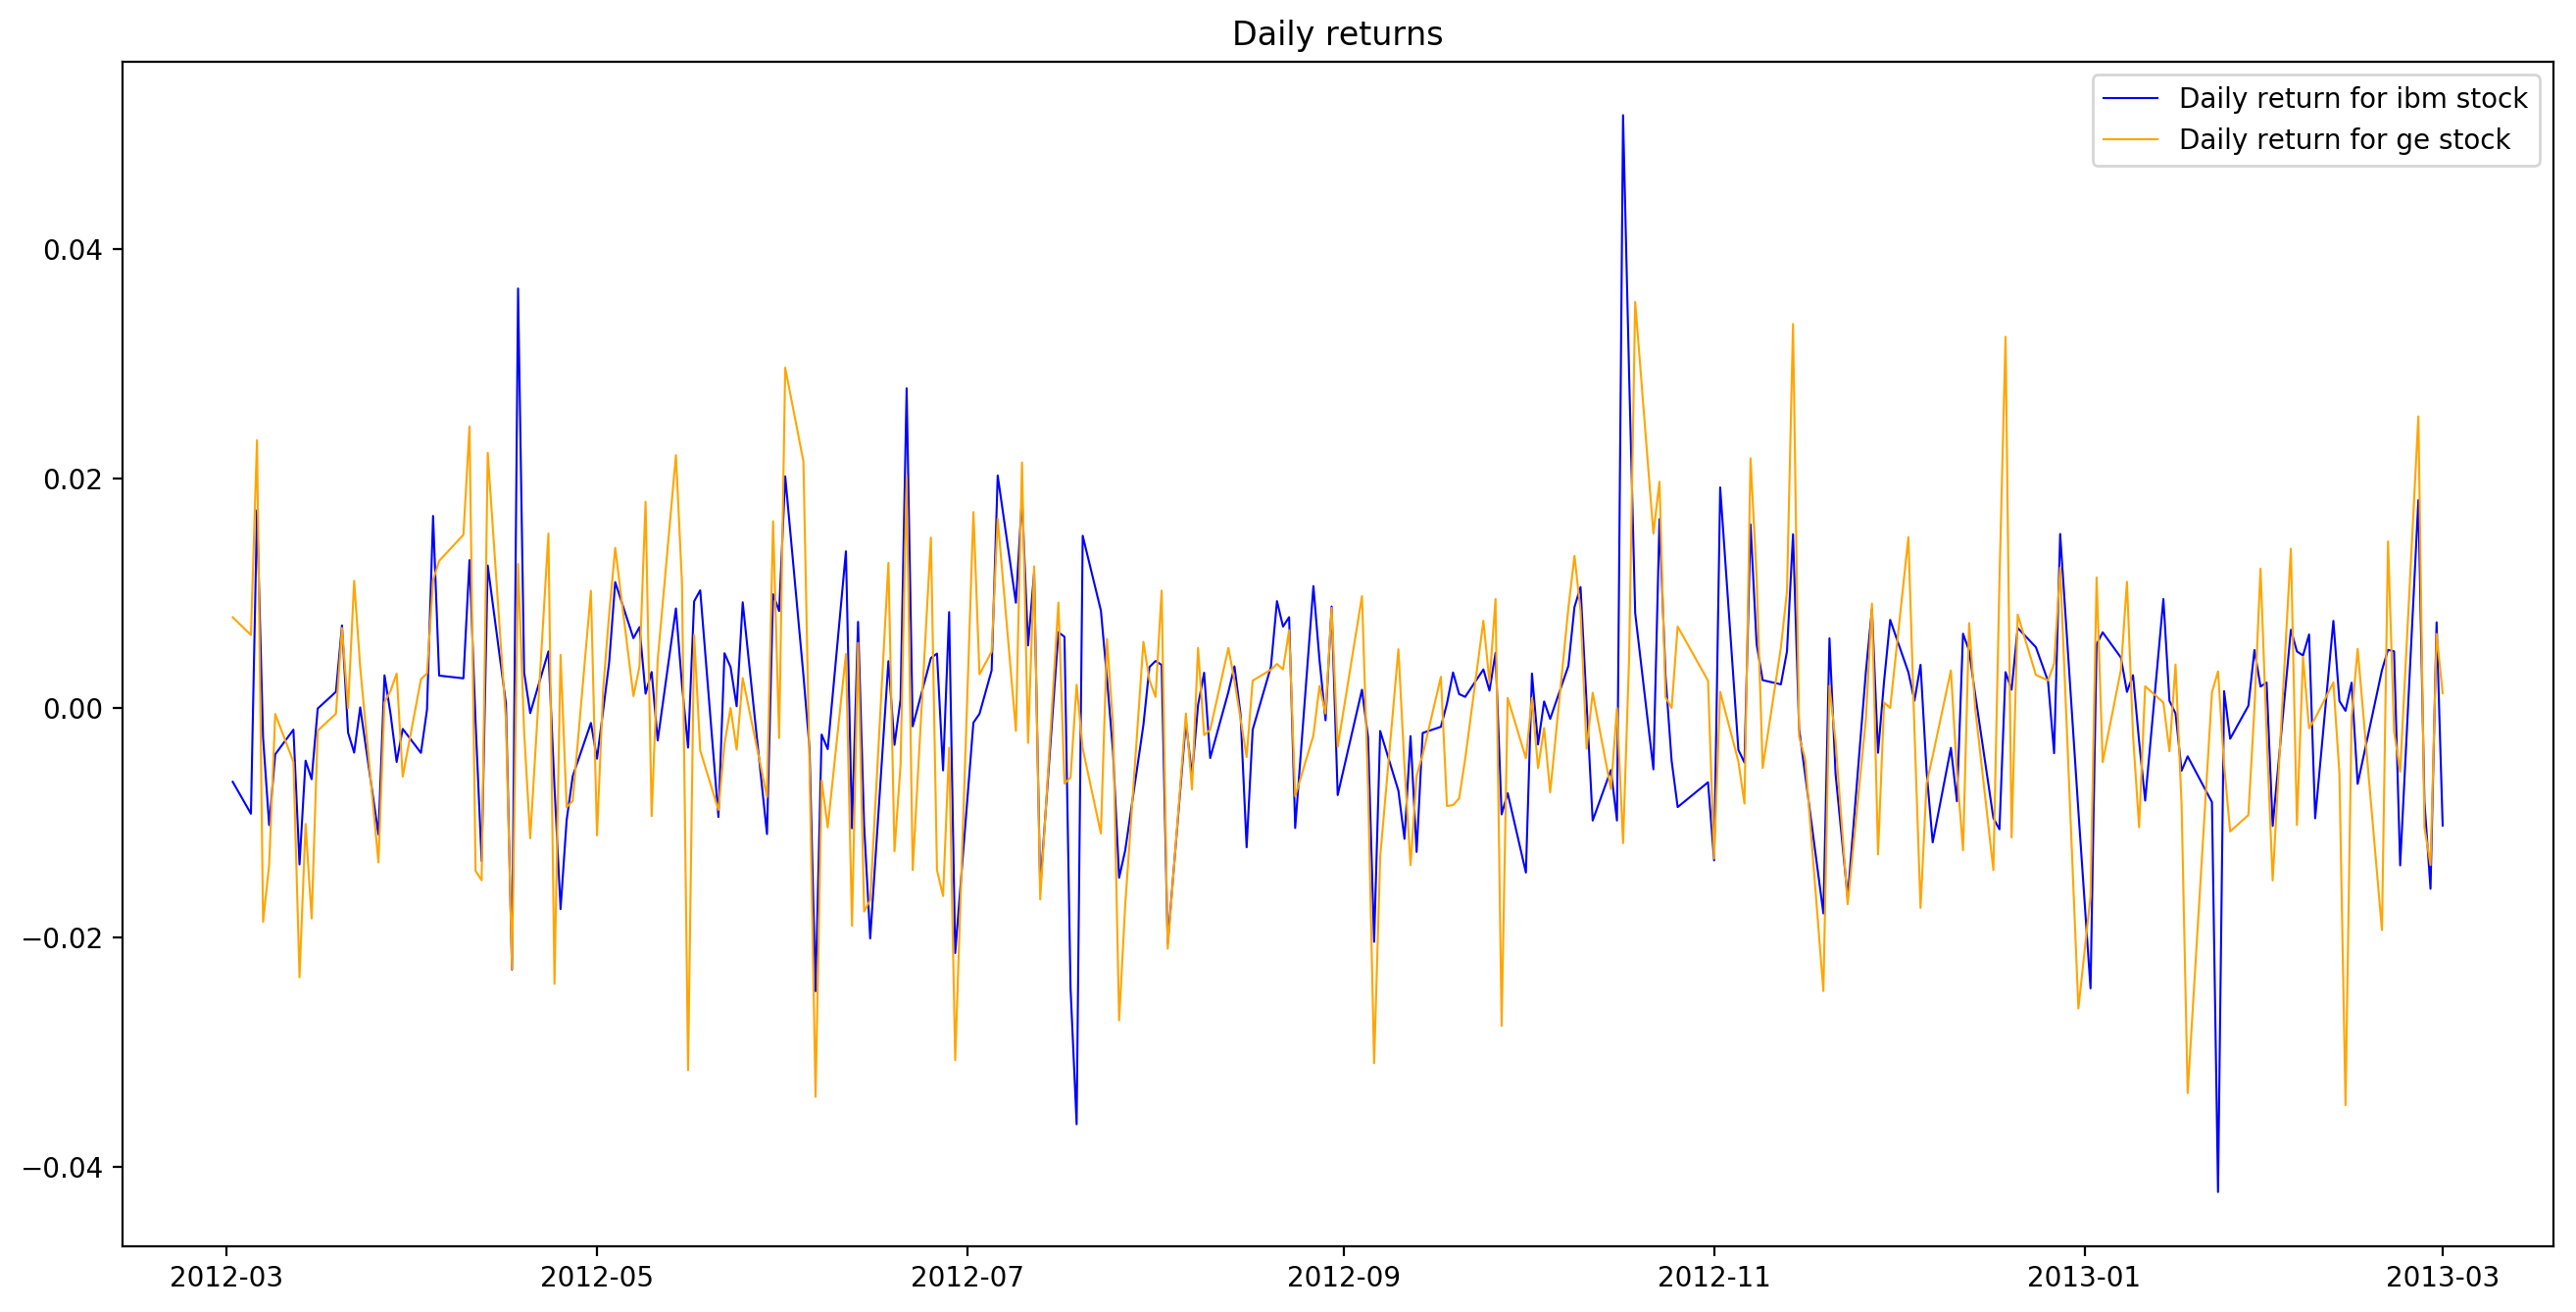 Daily returns
Daily return for ibm stock
Daily return for ge stock
0.04
0.02
0.00
−0.02
−0.04
2012-03 2012-05 2012-07 2012-09 2012-11 2013-01 2013-03